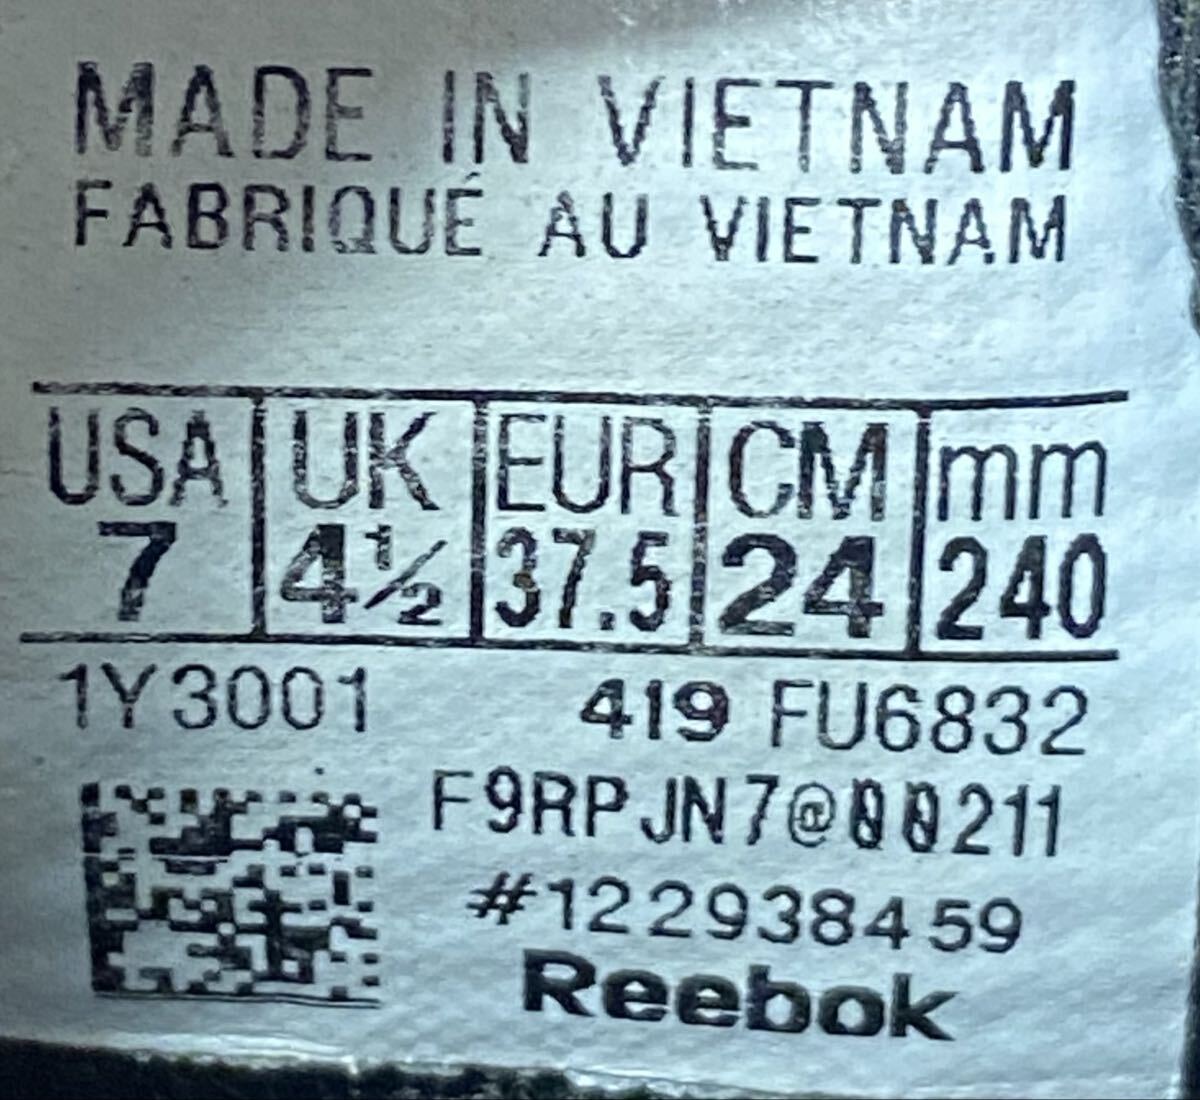 MADE IN VIETNAM
FABRIQUÉ AU VIETNAM
USA UK EUR CM mm
7 4½ 37.5 24 240
1Y3001 419 FU6832
F9RPJN7@00211
#122938459
Reebok